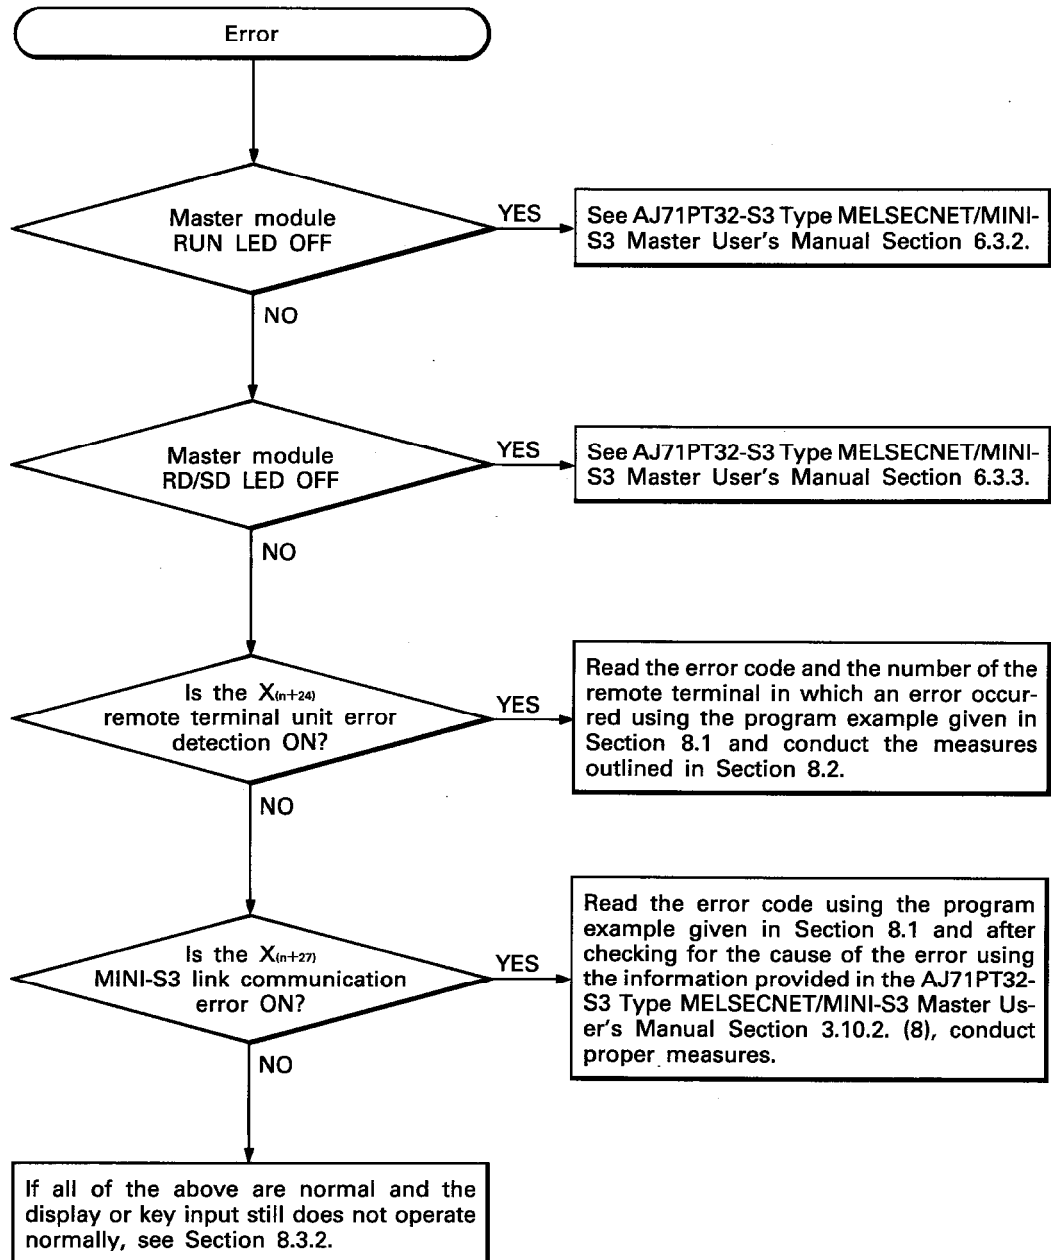 Error
Master module
RUN LED OFF
YES
See AJ71PT32-S3 Type MELSECNET/MINI-
S3 Master User's Manual Section 6.3.2.
NO
Master module
RD/SD LED OFF
YES
See AJ71PT32-S3 Type MELSECNET/MINI-
S3 Master User's Manual Section 6.3.3.
NO
Is the X(n+24)
remote terminal unit error
detection ON?
YES
Read the error code and the number of the
remote terminal in which an error occur-
red using the program example given in
Section 8.1 and conduct the measures
outlined in Section 8.2.
NO
Is the X(n+27)
MINI-S3 link communication
error ON?
YES
Read the error code using the program
example given in Section 8.1 and after
checking for the cause of the error using
the information provided in the AJ71PT32-
S3 Type MELSECNET/MINI-S3 Master Us-
er's Manual Section 3.10.2. (8), conduct
proper measures.
NO
If all of the above are normal and the
display or key input still does not operate
normally, see Section 8.3.2.